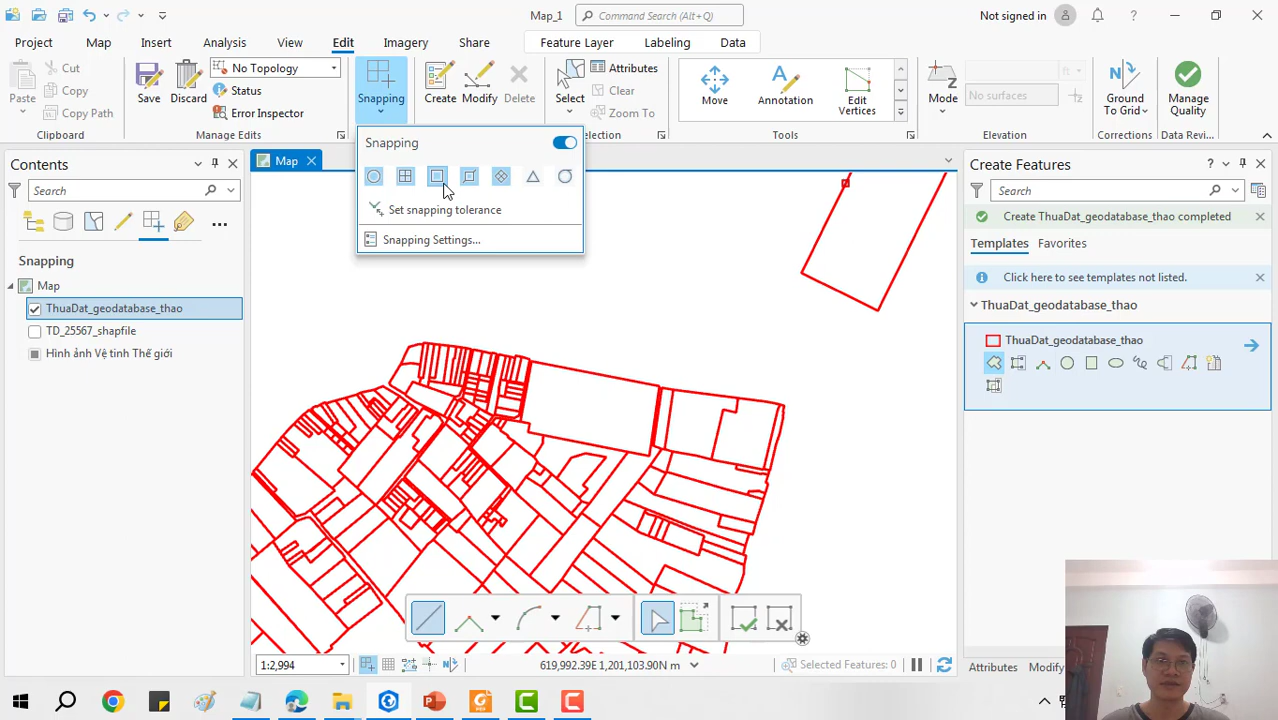 Map_1
Command Search (Alt+Q)
Not signed in
?
Project
Map
Insert
Analysis
View
Edit
Imagery
Share
Feature Layer
Labeling
Data
Paste
Cut
Copy
Copy Path
Clipboard
Save
Discard
No Topology
Status
Error Inspector
Manage Edits
Snapping
Create
Modify
Delete
Select
Attributes
Clear
Zoom To
Selection
Move
Annotation
Edit Vertices
Tools
Mode
ft
No surfaces
Elevation
Ground To Grid
Corrections
Manage Quality
Data Revi...
Snapping
Set snapping tolerance
Snapping Settings...
Contents
Search
Snapping
Map
ThuaDat_geodatabase_thao
TD_25567_shapfile
Hình ảnh Vệ tinh Thế giới
Map
Create Features
?
Search
Create ThuaDat_geodatabase_thao completed
Templates
Favorites
Click here to see templates not listed.
ThuaDat_geodatabase_thao
ThuaDat_geodatabase_thao
1:2,994
619,992.39E 1,201,103.90N m
Selected Features: 0
Attributes
Modify